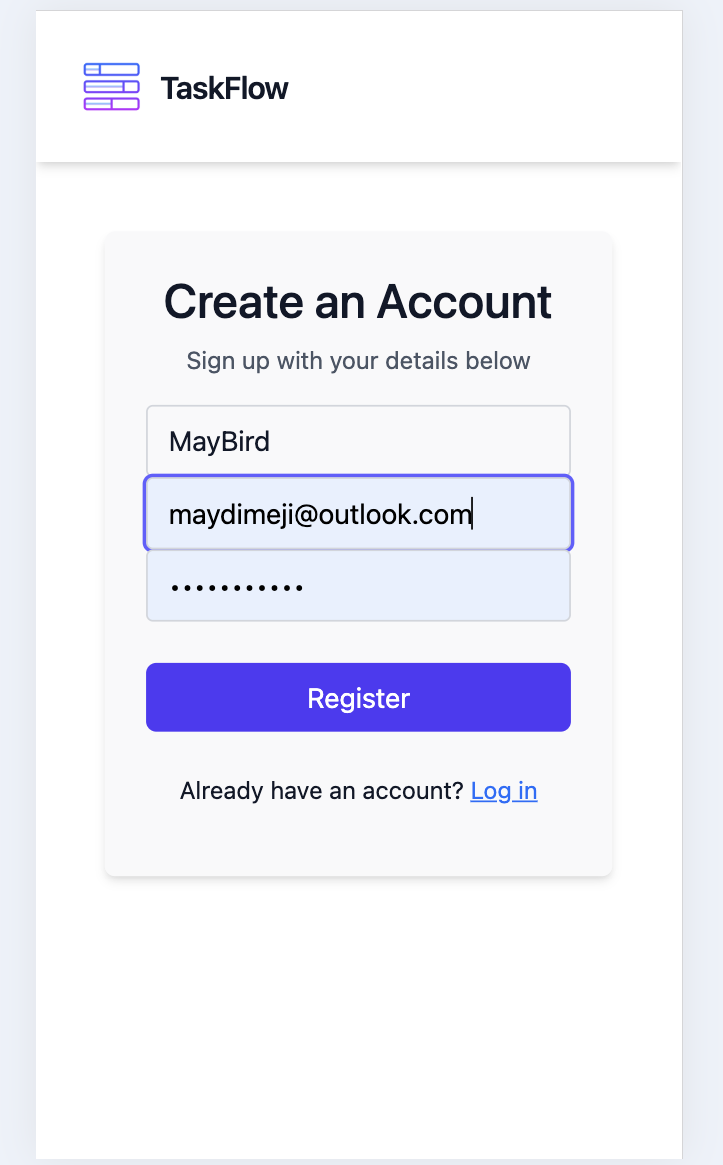 TaskFlow
Create an Account
Sign up with your details below
MayBird
maydimeji@outlook.com
•••••••••••
Register
Already have an account? Log in